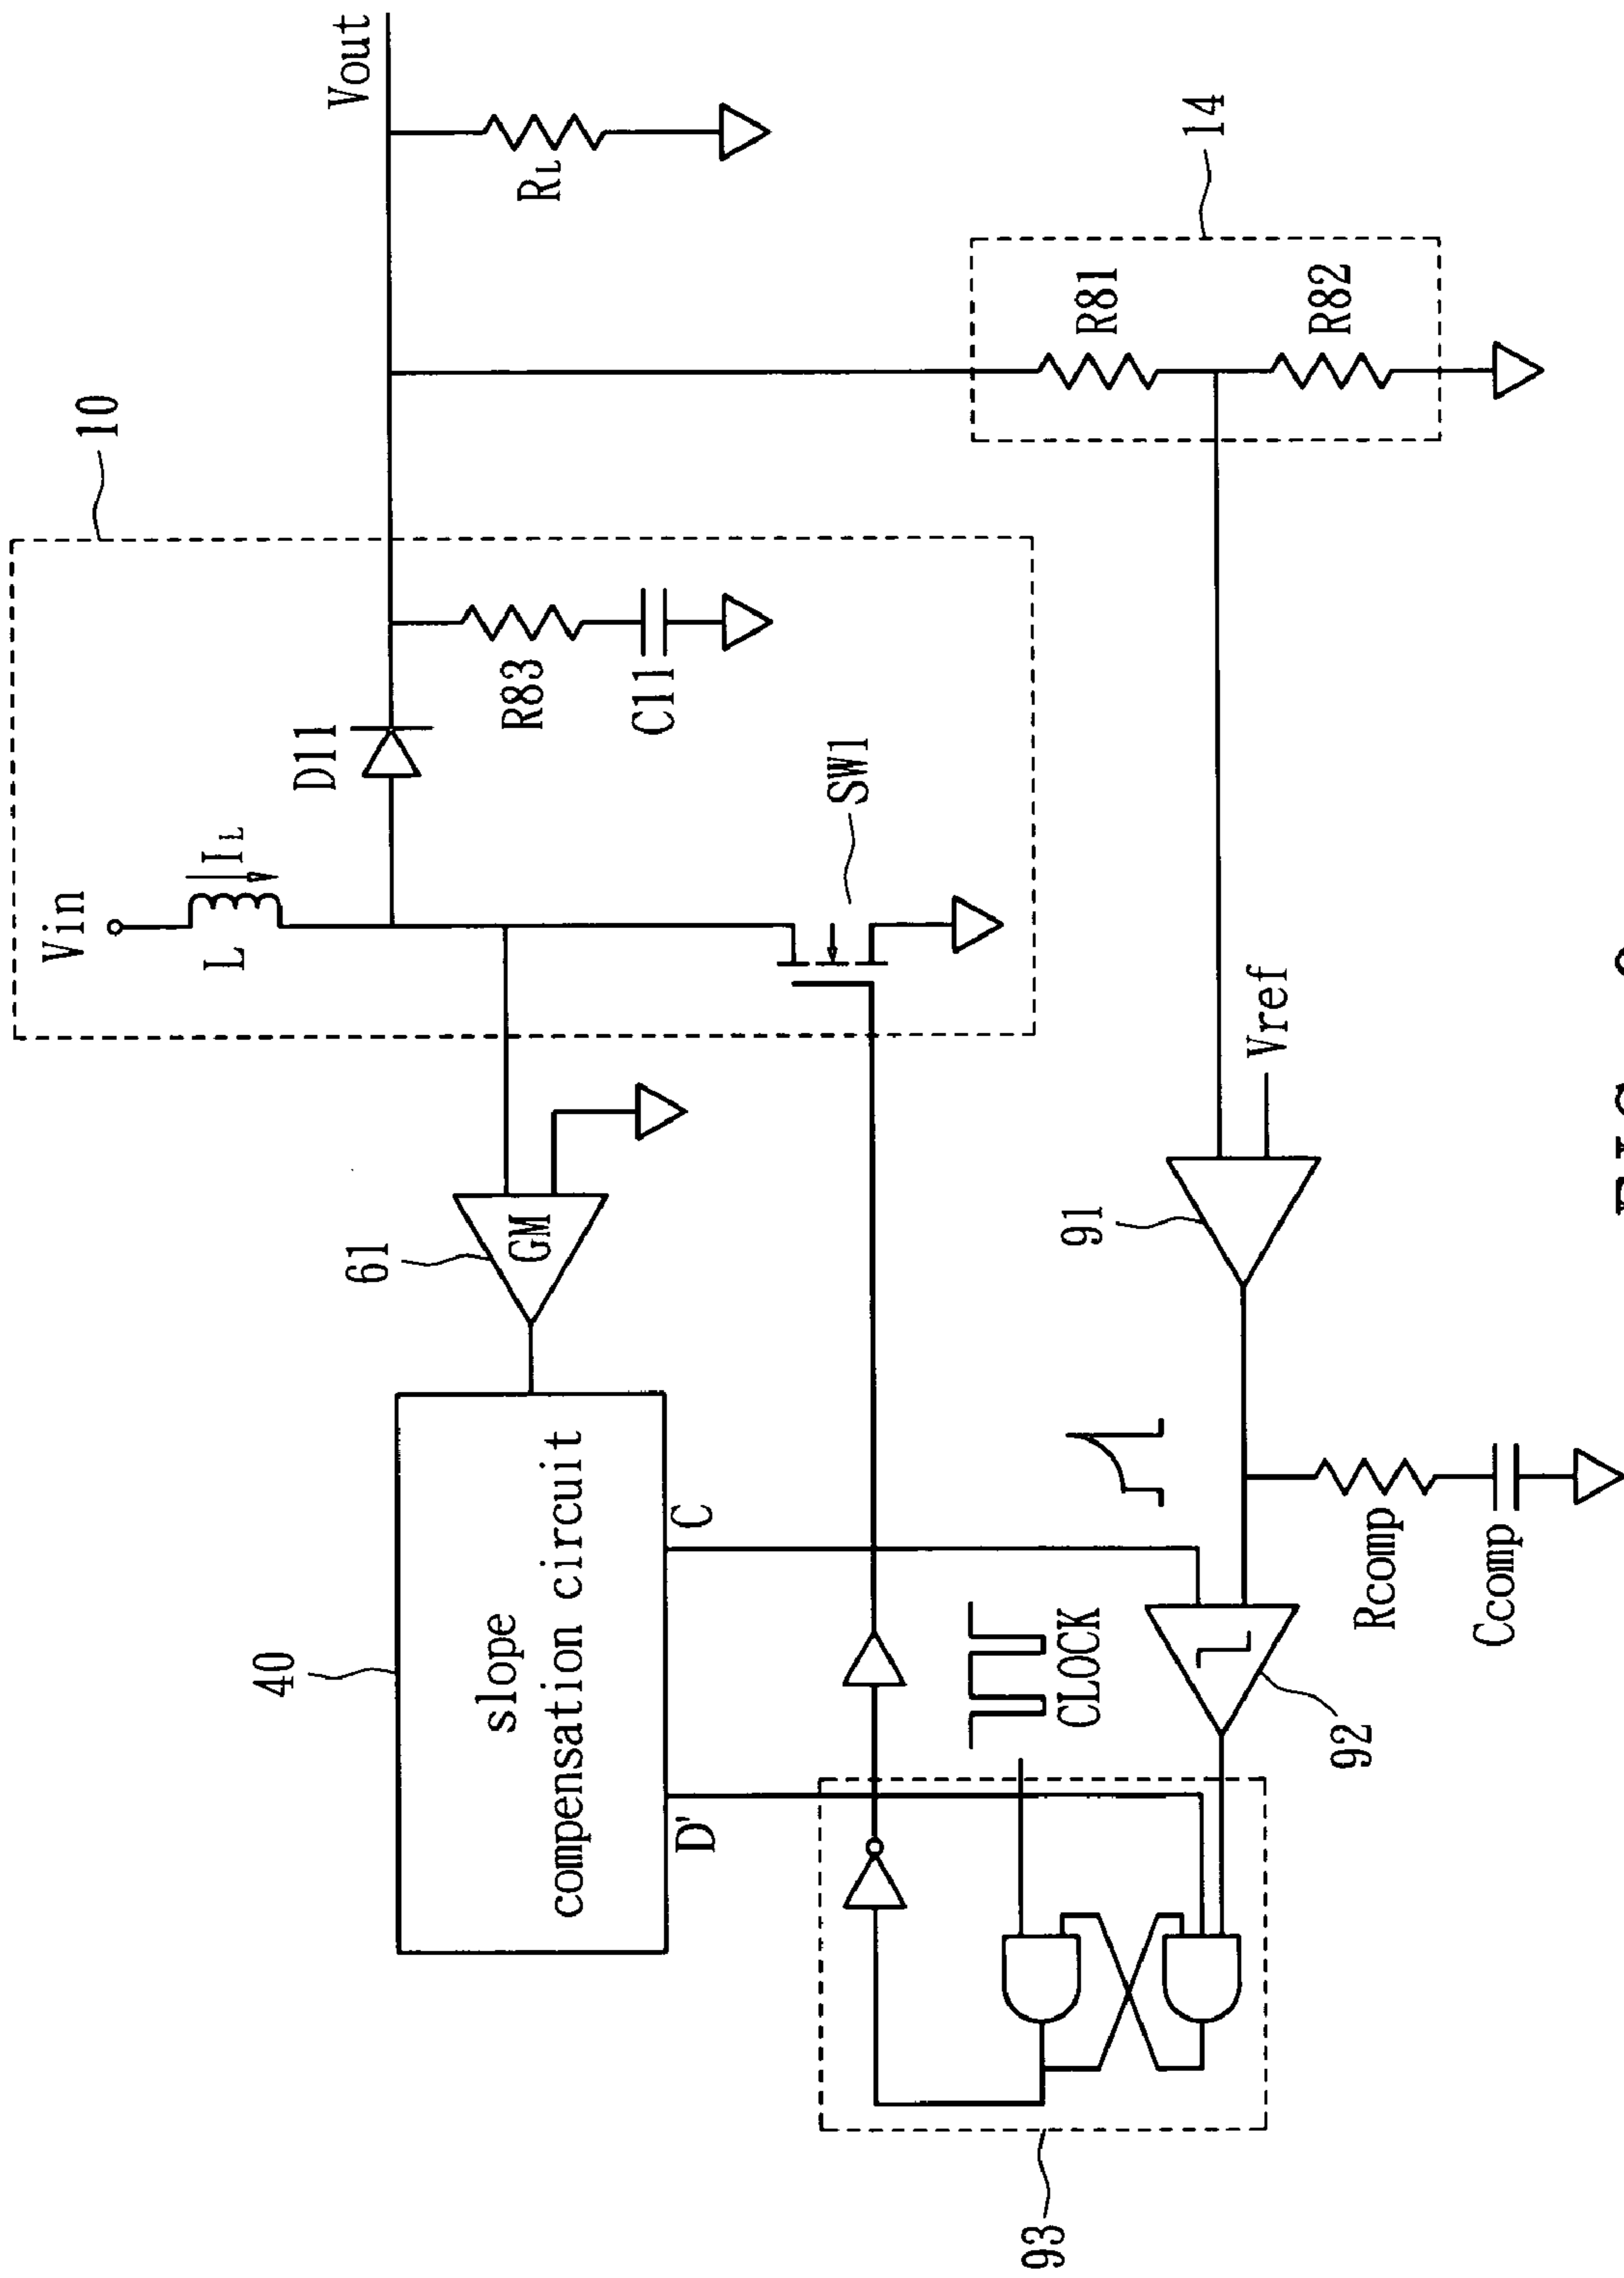 Vin
L
IL
10
D11
Vout
R83
C11
RL
SW1
61
GM
40
slope
compensation circuit
C
D'
14
R81
R82
Vref
91
92
CLOCK
Rcomp
Ccomp
93